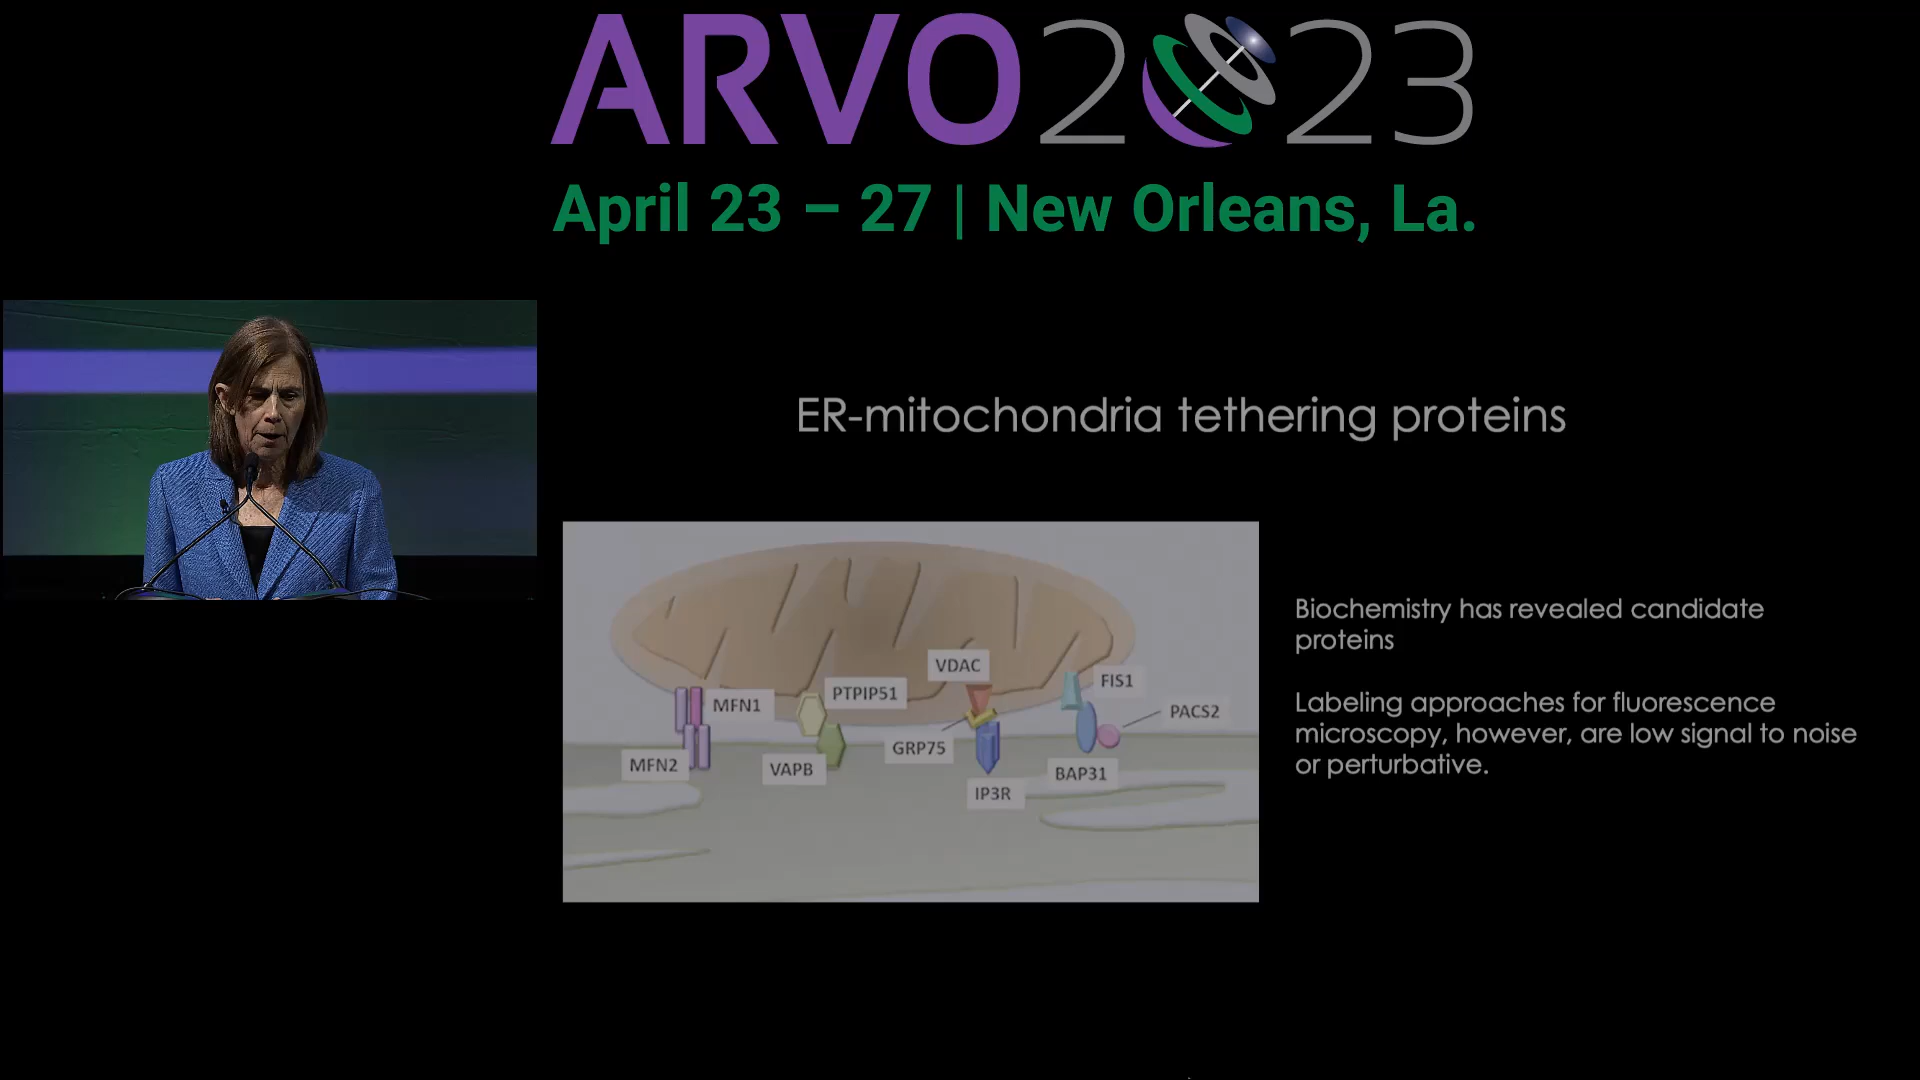 ARVO 2023
April 23 – 27 | New Orleans, La.
ER-mitochondria tethering proteins
Biochemistry has revealed candidate
proteins
Labeling approaches for fluorescence
microscopy, however, are low signal to noise
or perturbative.
VDAC
FIS1
PTPIP51
MFN1
PACS2
GRP75
MFN2
VAPB
BAP31
IP3R